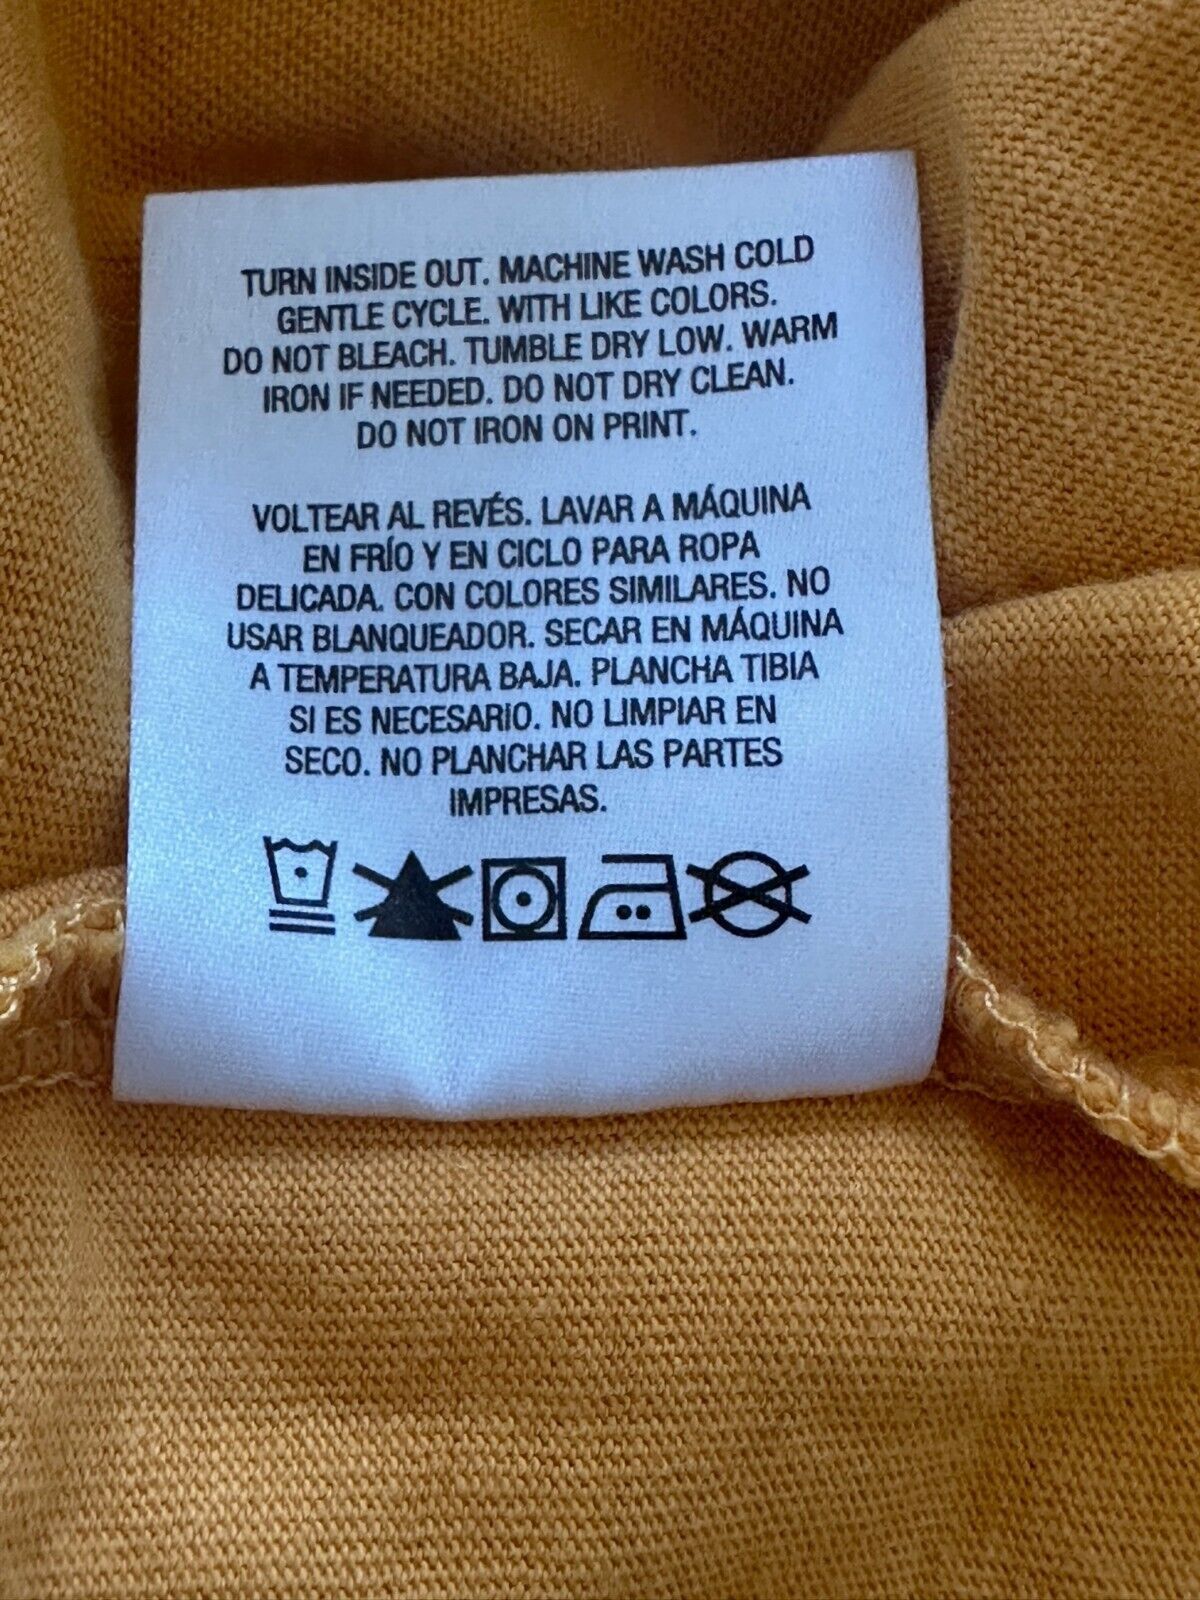 TURN INSIDE OUT. MACHINE WASH COLD
GENTLE CYCLE. WITH LIKE COLORS.
DO NOT BLEACH. TUMBLE DRY LOW. WARM
IRON IF NEEDED. DO NOT DRY CLEAN.
DO NOT IRON ON PRINT.
VOLTEAR AL REVÉS. LAVAR A MÁQUINA
EN FRÍO Y EN CICLO PARA ROPA
DELICADA. CON COLORES SIMILARES. NO
USAR BLANQUEADOR. SECAR EN MÁQUINA
A TEMPERATURA BAJA. PLANCHA TIBIA
SI ES NECESARIO. NO LIMPIAR EN
SECO. NO PLANCHAR LAS PARTES
IMPRESAS.